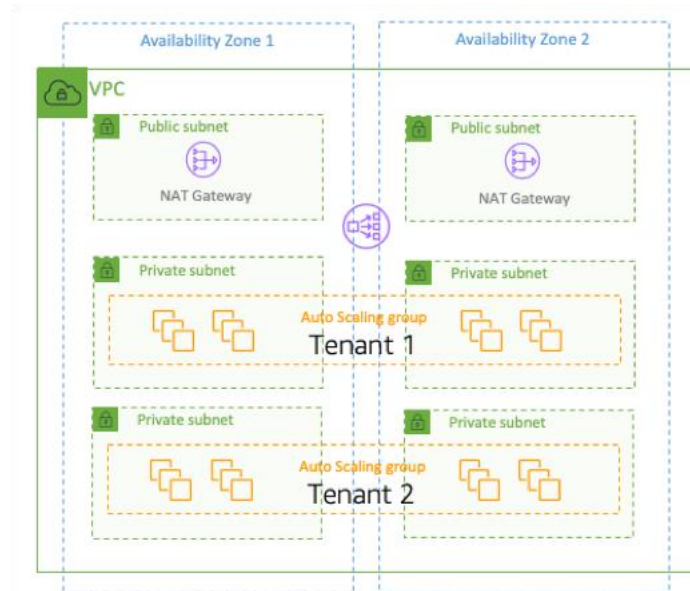 Availability Zone 1
Availability Zone 2
VPC
Public subnet
Public subnet
NAT Gateway
NAT Gateway
Private subnet
Private subnet
Auto Scaling group
Tenant 1
Private subnet
Private subnet
Auto Scaling group
Tenant 2